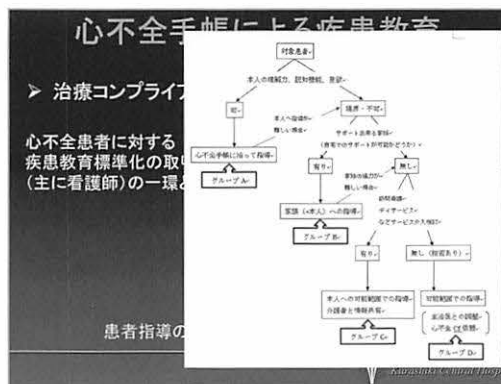 心不全手帳による疾患教育
➤ 治療コンプライア
心不全患者に対する
疾患教育標準化の取り
(主に看護師)の一環と
患者指導の
対象患者
本人の理解力、認知機能、意欲
可
境界・不可
本人へ指導が
難しい場合
心不全手帳に沿って指導
グループA
サポート出来る家族
(自宅でのサポートが可能かどうか)
有り
無し
家族の協力が
難しい場合
家族(+本人)への指導
グループB
訪問看護
デイサービス
などサービス介入検討
有り
無し(拒否あり)
本人への可能範囲での指導
介護者と情報共有
グループC
可能範囲での指導
主治医との調整
心不全
依頼
グループD
Kurashiki Central Hosp